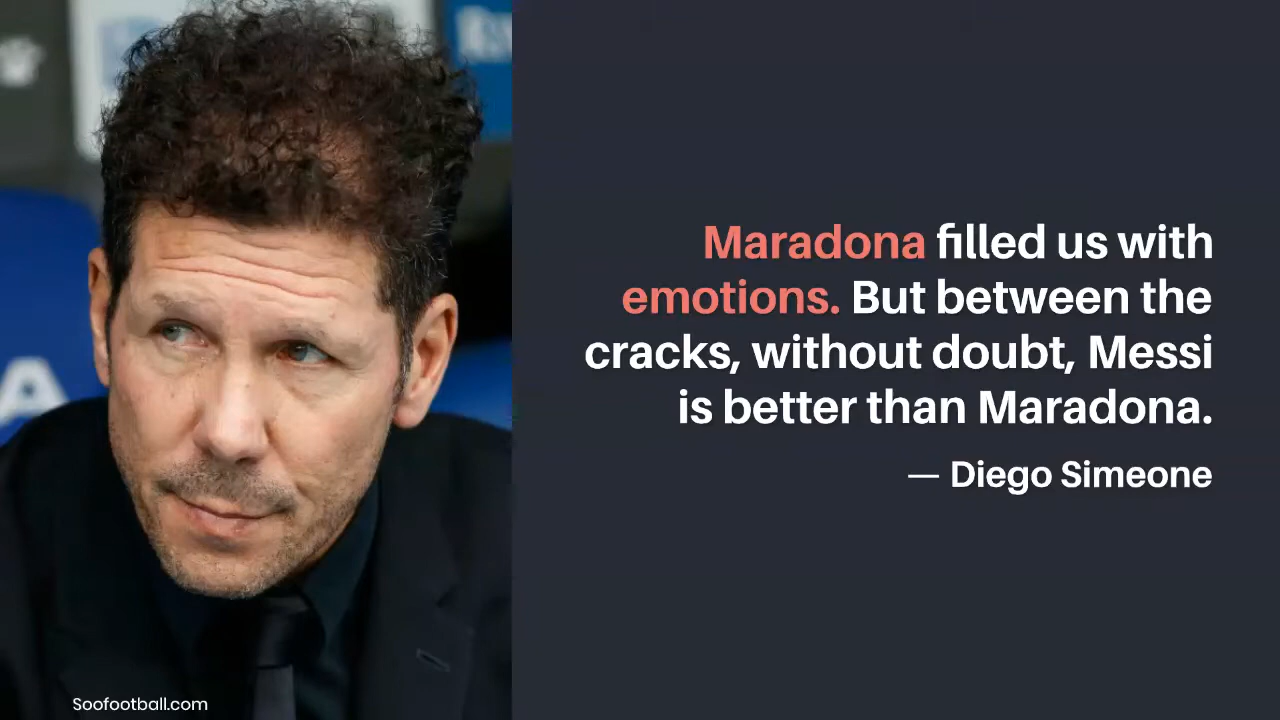 Maradona filled us with
emotions. But between the
cracks, without doubt, Messi
is better than Maradona.
— Diego Simeone
Soofootball.com
A